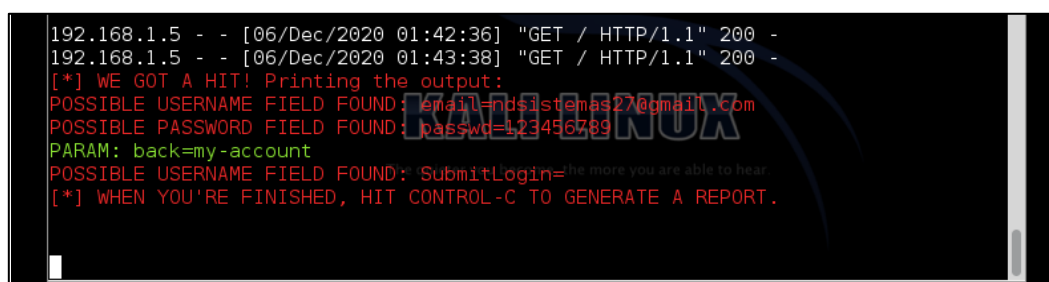 192.168.1.5 - - [06/Dec/2020 01:42:36] "GET / HTTP/1.1" 200 -
192.168.1.5 - - [06/Dec/2020 01:43:38] "GET / HTTP/1.1" 200 -
[*] WE GOT A HIT! Printing the output:
POSSIBLE USERNAME FIELD FOUND: email=ndsistemas27@gmail.com
KALI LINUX
POSSIBLE PASSWORD FIELD FOUND: passwd=123456789
PARAM: back=my-account
the more you are able to hear.
POSSIBLE USERNAME FIELD FOUND: SubmitLogin=
[*] WHEN YOU'RE FINISHED, HIT CONTROL-C TO GENERATE A REPORT.